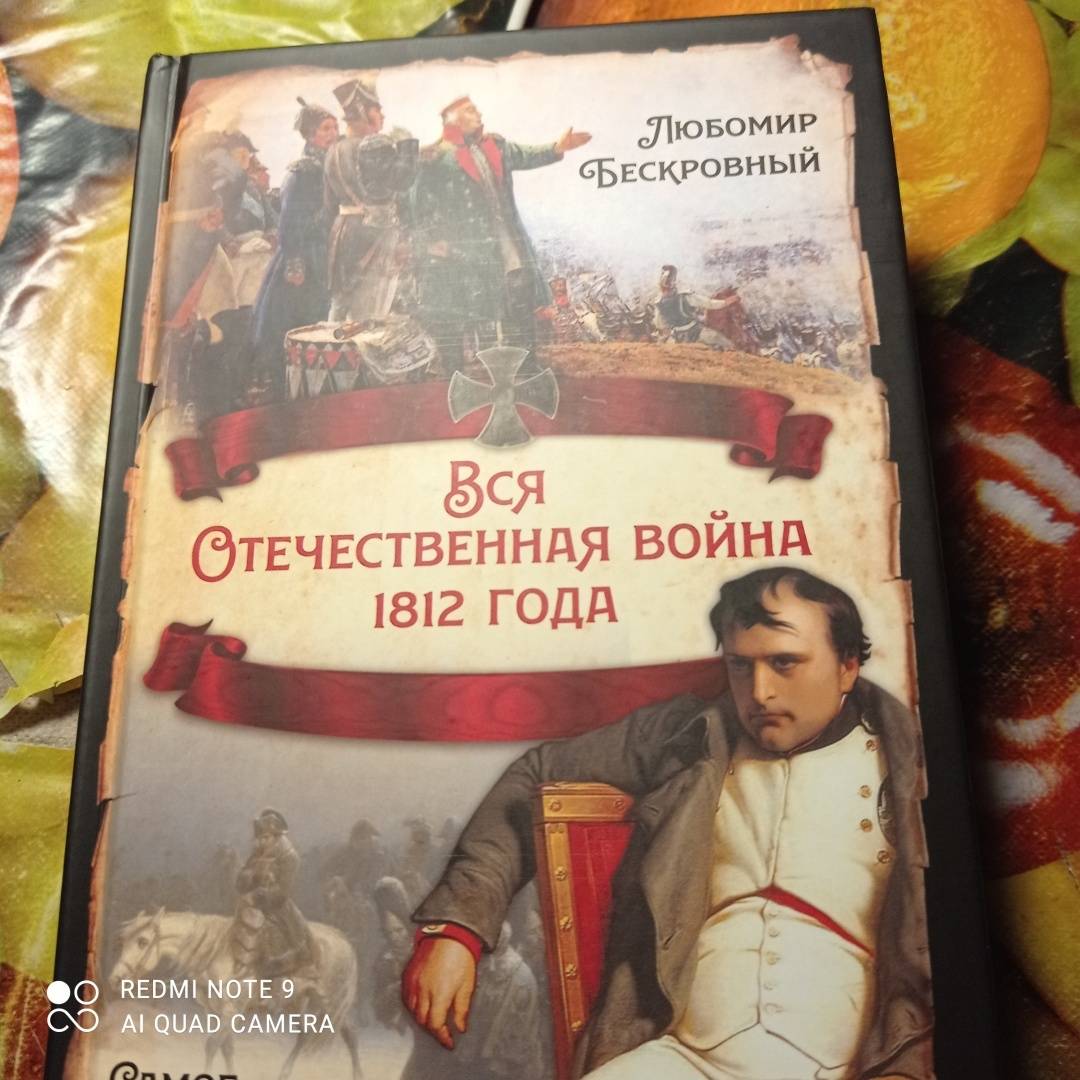 Любомир
Бескровный
Вся
Отечественная война
1812 года
REDMI NOTE 9
AI QUAD CAMERA